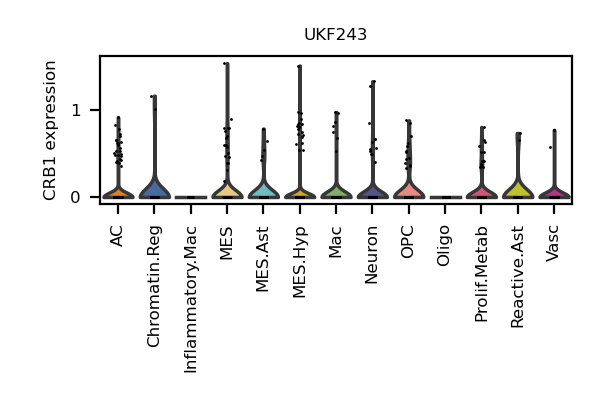 UKF243
CRB1 expression
1
0
AC
Chromatin.Reg
Inflammatory.Mac
MES
MES.Ast
MES.Hyp
Mac
Neuron
OPC
Oligo
Prolif.Metab
Reactive.Ast
Vasc